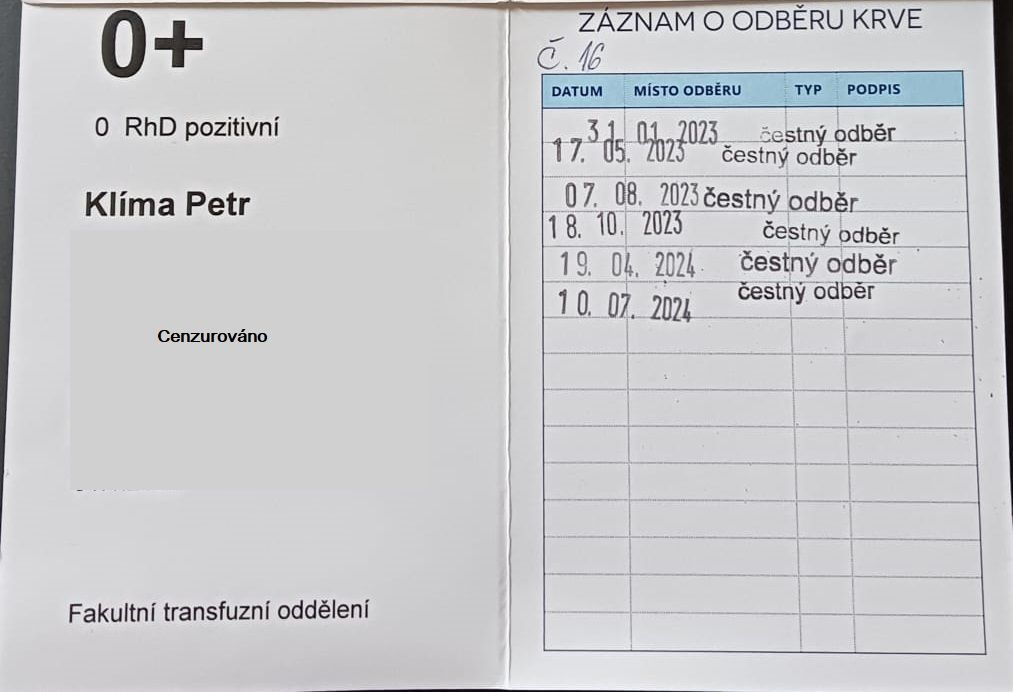 0+
0 RhD pozitivní
Klíma Petr
Cenzurováno
Fakultní transfuzní oddělení
ZÁZNAM O ODBĚRU KRVE
Č. 16
DATUM MÍSTO ODBĚRU TYP PODPIS
31. 01. 2023 čestný odběr
17. 05. 2023 čestný odběr
07. 08. 2023 čestný odběr
18. 10. 2023 čestný odběr
19. 04. 2024 čestný odběr
10. 07. 2024 čestný odběr